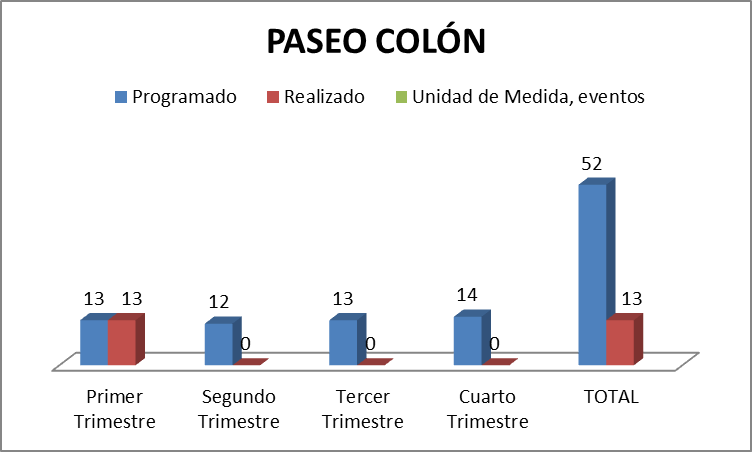 PASEO COLÓN
Programado Realizado Unidad de Medida, eventos
52
13 13 12 0 13 0 14 0 13
Primer Segundo Tercer Cuarto TOTAL
Trimestre Trimestre Trimestre Trimestre